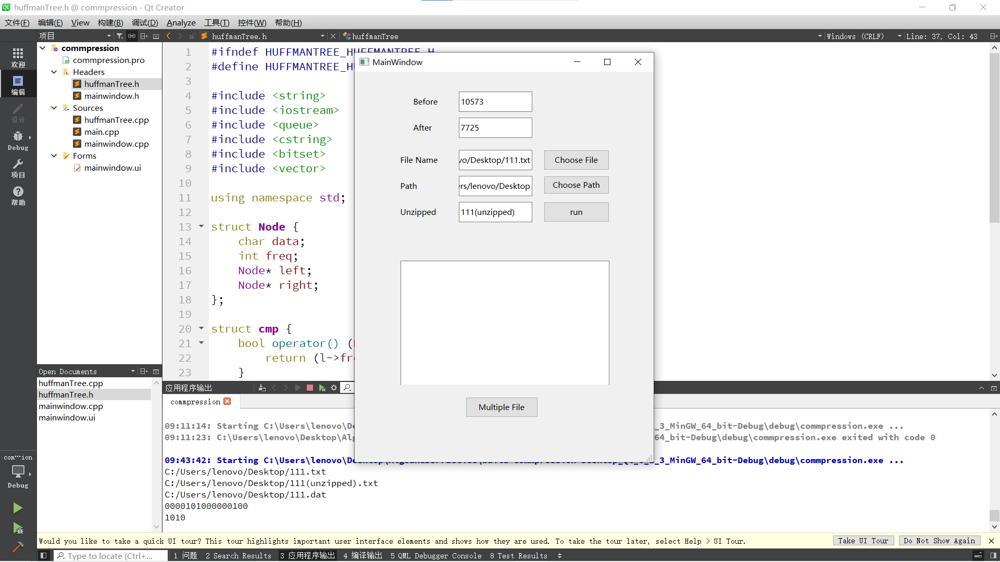 huffmanTree.h @ commpression - Qt Creator
文件(F) 编辑(E) View 构建(B) 调试(D) Analyze 工具(T) 控件(W) 帮助(H)
项目
huffmanTree.h
huffmanTree
Windows (CRLF)
Line: 37, Col: 43
欢迎
编辑
设计
Debug
项目
帮助
commpression
commpression.pro
Headers
huffmanTree.h
mainwindow.h
Sources
huffmanTree.cpp
main.cpp
mainwindow.cpp
Forms
mainwindow.ui
Open Documents
huffmanTree.cpp
huffmanTree.h
mainwindow.cpp
mainwindow.ui
com···ion
Debug
1 #ifndef HUFFMANTREE_HUFFMANTREE_H
2 #define HUFFMANTREE_H
3
4 #include <string>
5 #include <iostream>
6 #include <queue>
7 #include <cstring>
8 #include <bitset>
9 #include <vector>
10
11 using namespace std;
12
13 struct Node {
14 char data;
15 int freq;
16 Node* left;
17 Node* right;
18 };
19
20 struct cmp {
21 bool operator() (
22 return (l->fre
23 }
MainWindow
Before 10573
After 7725
File Name vo/Desktop/111.txt Choose File
Path rs/lenovo/Desktop Choose Path
Unzipped 111(unzipped) run
Multiple File
应用程序输出
commpression
09:11:14: Starting C:\Users\lenovo\De _3_MinGW_64_bit-Debug\debug\commpression.exe ...
09:11:23: C:\Users\lenovo\Desktop\Alg 64_bit-Debug\debug\commpression.exe exited with code 0
09:43:42: Starting C:\Users\lenovo\De _3_MinGW_64_bit-Debug\debug\commpression.exe ...
C:/Users/lenovo/Desktop/111.txt
C:/Users/lenovo/Desktop/111(unzipped).txt
C:/Users/lenovo/Desktop/111.dat
0000101000000100
1010
Would you like to take a quick UI tour? This tour highlights important user interface elements and shows how they are used. To take the tour later, select Help > UI Tour.
Take UI Tour
Do Not Show Again
Type to locate (Ctrl+...
1 问题 2 Search Results 3 应用程序输出 4 编译输出 5 QML Debugger Console 8 Test Results